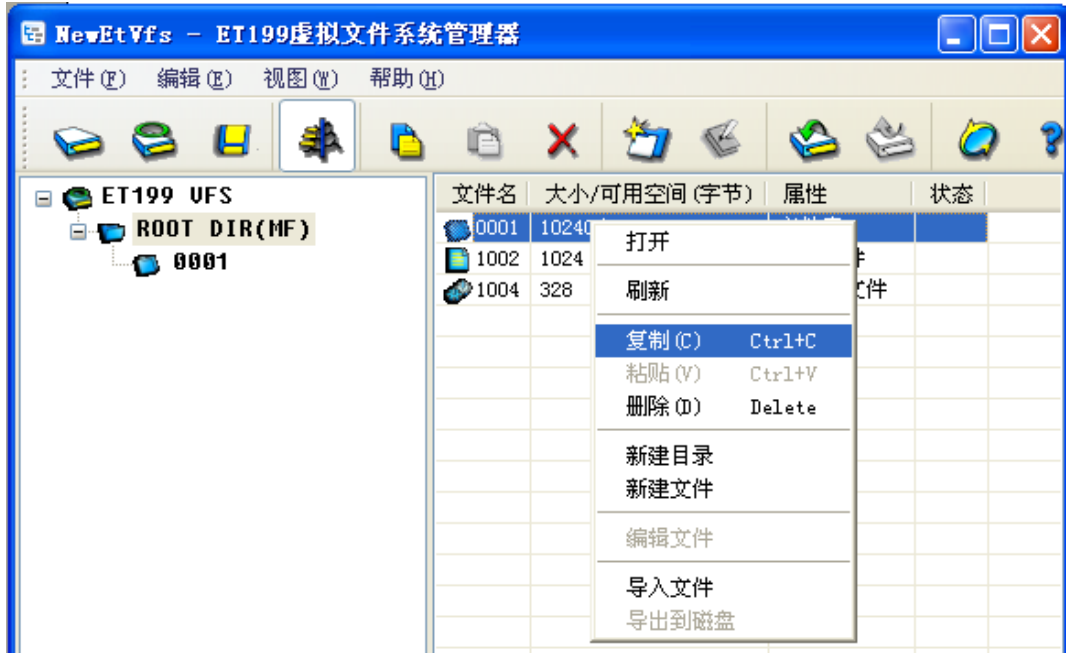 NewEtVfs - ET199虚拟文件系统管理器
文件(F) 编辑(E) 视图(W) 帮助(H)
ET199 VFS
ROOT DIR(MF)
0001
文件名 大小/可用空间(字节) 属性 状态
0001 10240
1002 1024 件
1004 328 文件
打开
刷新
复制(C) Ctrl+C
粘贴(V) Ctrl+V
删除(D) Delete
新建目录
新建文件
编辑文件
导入文件
导出到磁盘